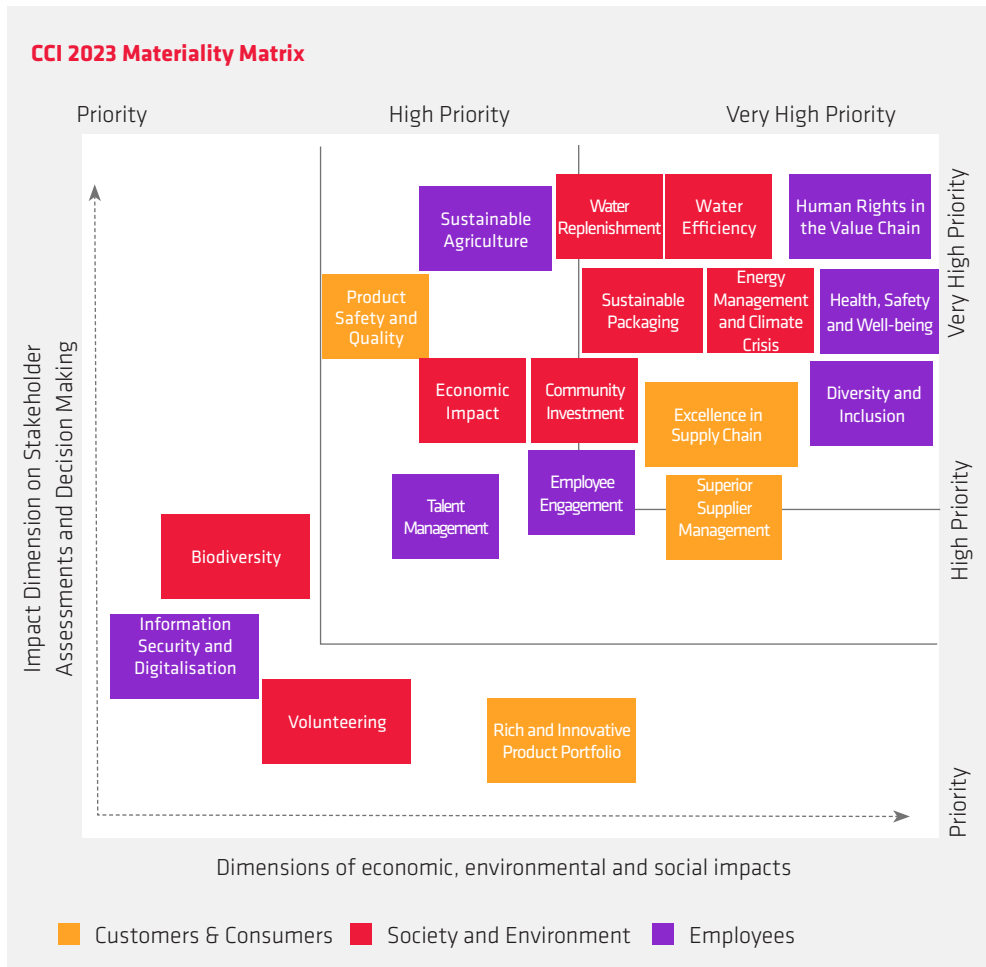 CCI 2023 Materiality Matrix
Priority
High Priority
Very High Priority
Impact Dimension on Stakeholder
Assessments and Decision Making
Very High Priority
High Priority
Priority
Sustainable
Agriculture
Water
Replenishment
Water
Efficiency
Human Rights in
the Value Chain
Product
Safety and
Quality
Sustainable
Packaging
Energy
Management
and Climate
Crisis
Health, Safety
and Well-being
Economic
Impact
Community
Investment
Excellence in
Supply Chain
Diversity and
Inclusion
Talent
Management
Employee
Engagement
Superior
Supplier
Management
Biodiversity
Information
Security and
Digitalisation
Volunteering
Rich and Innovative
Product Portfolio
Dimensions of economic, environmental and social impacts
Customers & Consumers
Society and Environment
Employees